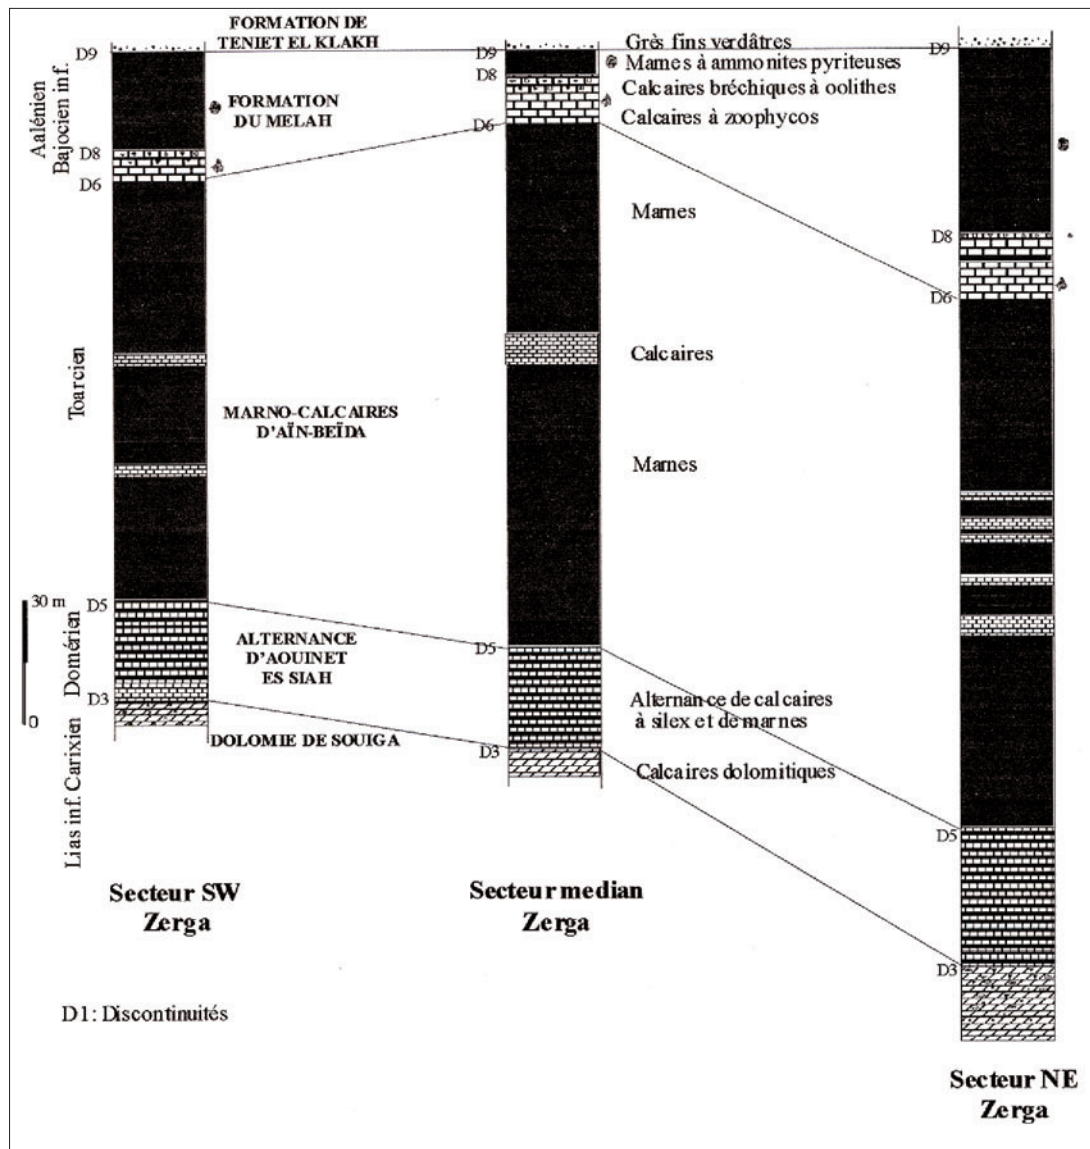 FORMATION DE
TENIET EL KLAKH
D9
D9
D9
Grès fins verdâtres
Marnes à ammonites pyriteuses
D8
Calcaires bréchiques à oolithes
FORMATION
DU MELAH
Calcaires à zoophycos
D6
Aalénien
Bajocien inf.
D8
D6
Marnes
D8
D6
Calcaires
Toarcien
MARNO-CALCAIRES
D'AÏN-BEÏDA
Marnes
30 m
0
D5
ALTERNANCE
D'AOUINET
ES SIAH
D5
Domérien
D3
Alternance de calcaires
à silex et de marnes
DOLOMIE DE SOUIGA
D3
Calcaires dolomitiques
Lias inf. Carixien
D5
D3
Secteur SW
Zerga
Secteur median
Zerga
Secteur NE
Zerga
D1: Discontinuités